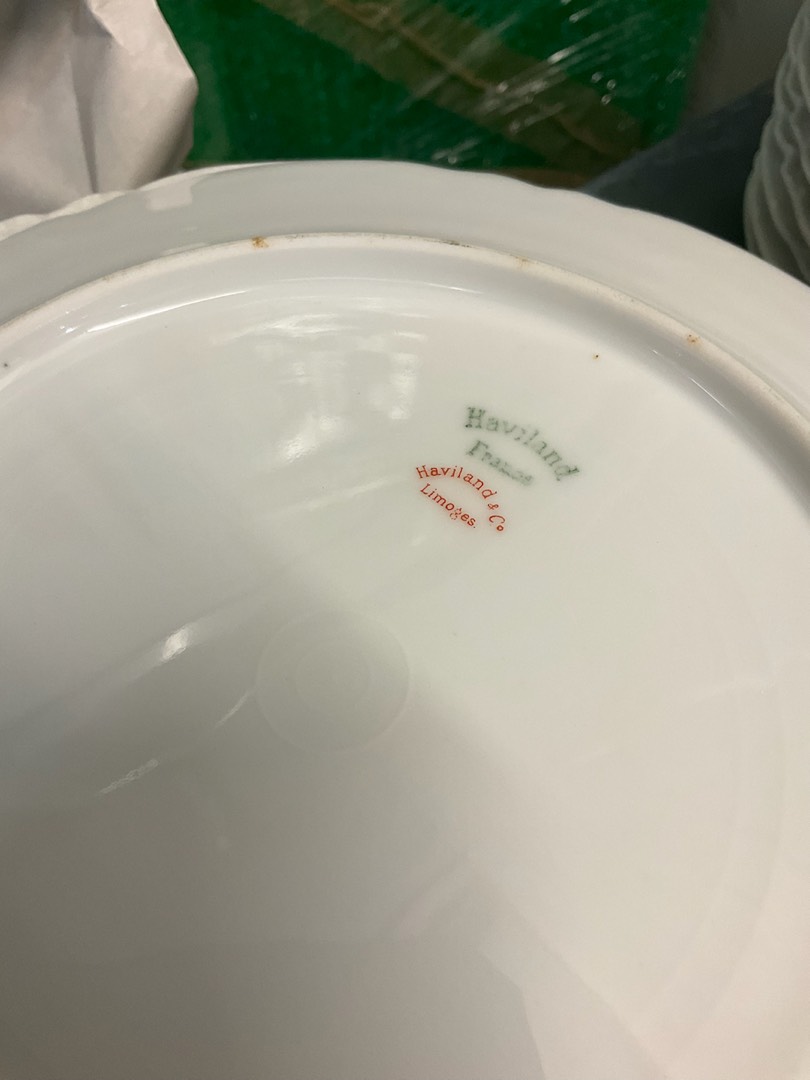 Haviland
France
Haviland & Co
Limoges.